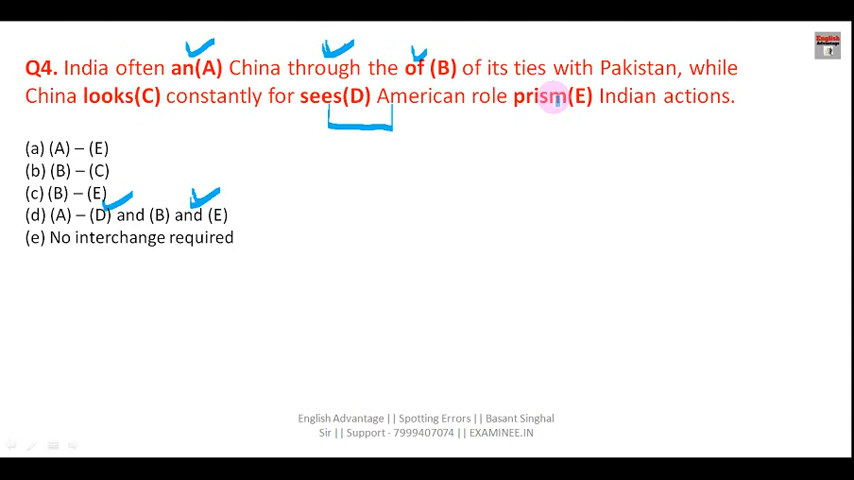 English
Advantage
Q4. India often an(A) China through the of (B) of its ties with Pakistan, while
China looks(C) constantly for sees(D) American role prism(E) Indian actions.
(a) (A) – (E)
(b) (B) – (C)
(c) (B) – (E)
(d) (A) – (D) and (B) and (E)
(e) No interchange required
English Advantage || Spotting Errors || Basant Singhal
Sir || Support - 7999407074 || EXAMINEE.IN